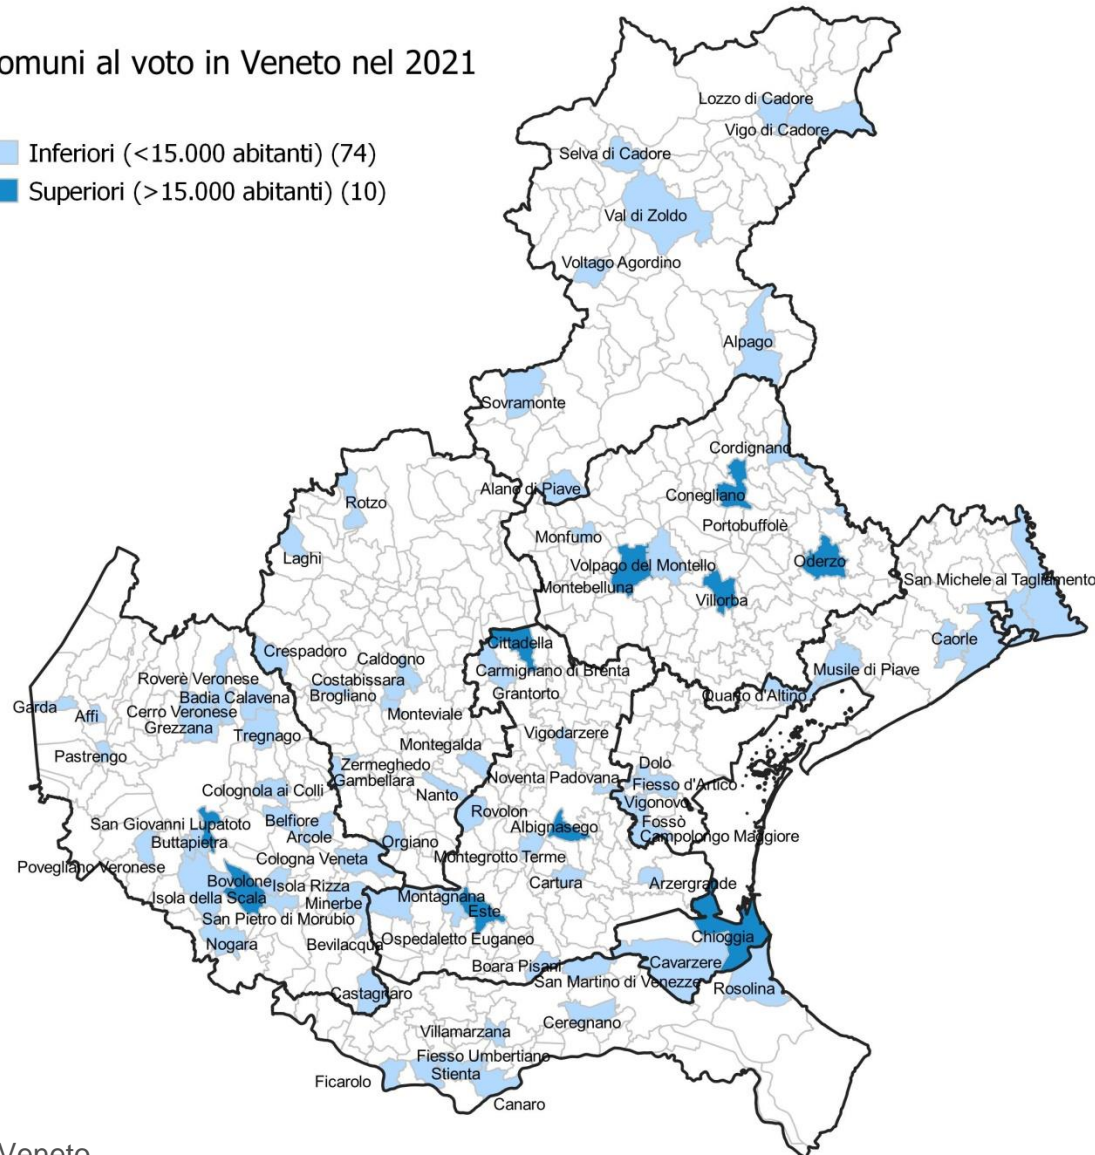 omuni al voto in Veneto nel 2021
Inferiori (<15.000 abitanti) (74)
Superiori (>15.000 abitanti) (10)
Lozzo di Cadore
Vigo di Cadore
Selva di Cadore
Val di Zoldo
Voltago Agordino
Alpago
Sovramonte
Cordignano
Alano di Piave
Conegliano
Rotzo
Portobuffolè
Monfumo
Laghi
Volpago del Montello
Oderzo
Montebelluna
San Michele al Tagliamento
Villorba
Caorle
Cittadella
Crespadoro
Caldogno
Carmignano di Brenta
Musile di Piave
Roverè Veronese
Costabissara
Badia Calavena
Brogliano
Grantorto
Quarto d'Altino
Garda
Affi
Cerro Veronese
Monteviale
Grezzana
Tregnago
Vigodarzere
Pastrengo
Montegalda
Zermeghedo
Dolo
Gambellara
Noventa Padovana
Fiesso d'Artico
Colognola ai Colli
Nanto
Vigonovo
Rovolon
San Giovanni Lupatoto
Belfiore
Albignasego
Fossò
Buttapietra
Arcole
Orgiano
Campolongo Maggiore
Povegliano Veronese
Cologna Veneta
Montegrotto Terme
Bovolone
Isola Rizza
Cartura
Arzergrande
Isola della Scala
Minerbe
Montagnana
San Pietro di Morubio
Este
Nogara
Bevilacqua
Ospedaletto Euganeo
Chioggia
Boara Pisani
Cavarzere
San Martino di Venezze
Rosolina
Castagnaro
Ceregnano
Villamarzana
Fiesso Umbertiano
Stienta
Ficarolo
Canaro
Veneto